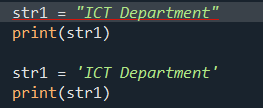 str1 = "ICT Department"
print(str1)
str1 = 'ICT Department'
print(str1)